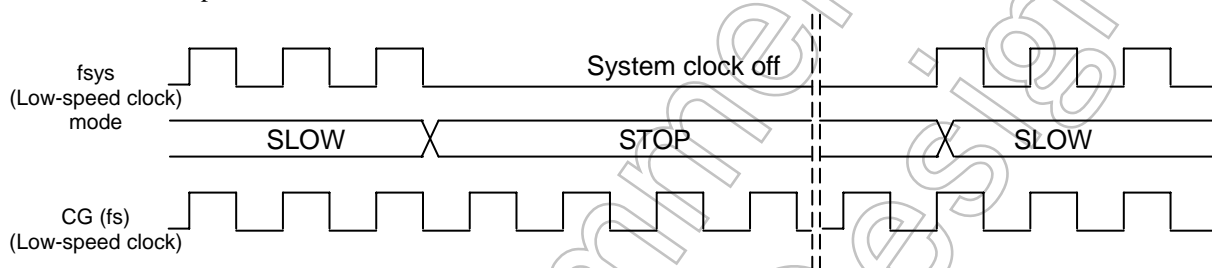 fsys
(Low-speed clock)
mode
System clock off
SLOW
STOP
SLOW
CG (fs)
(Low-speed clock)